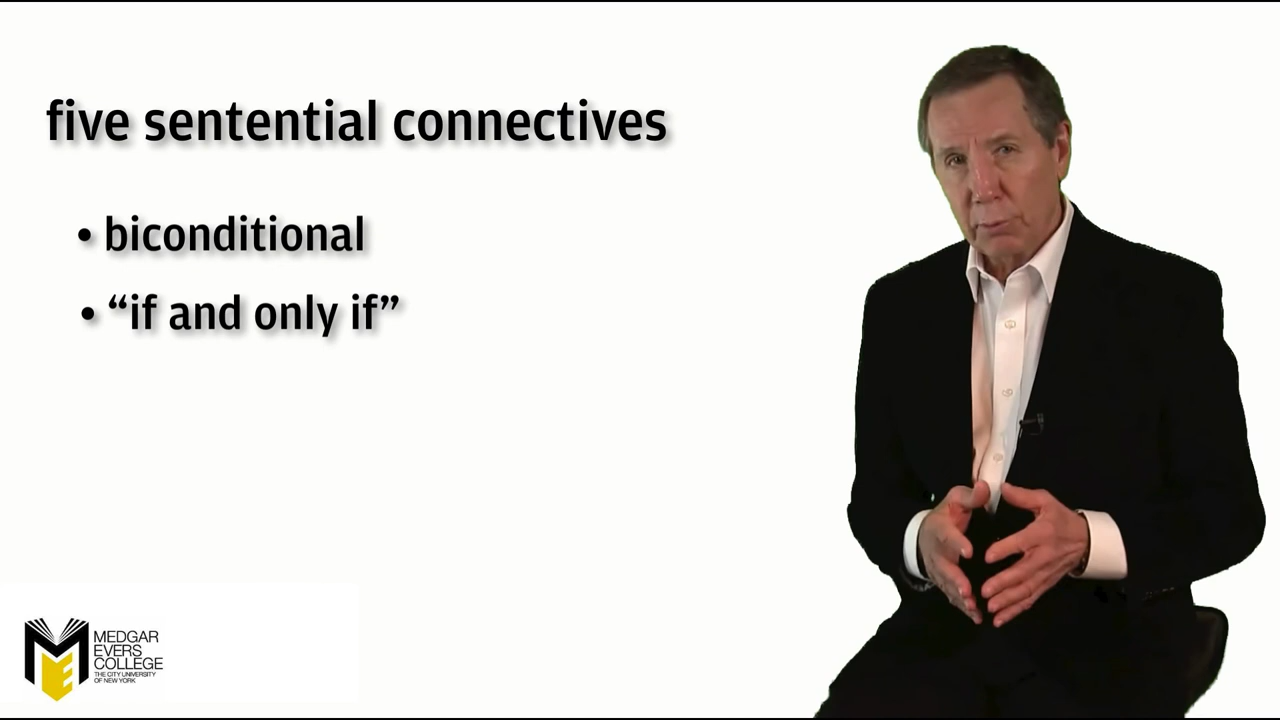 five sentential connectives
• biconditional
• “if and only if”
MEDGAR
EVERS
COLLEGE
THE CITY UNIVERSITY
OF NEW YORK